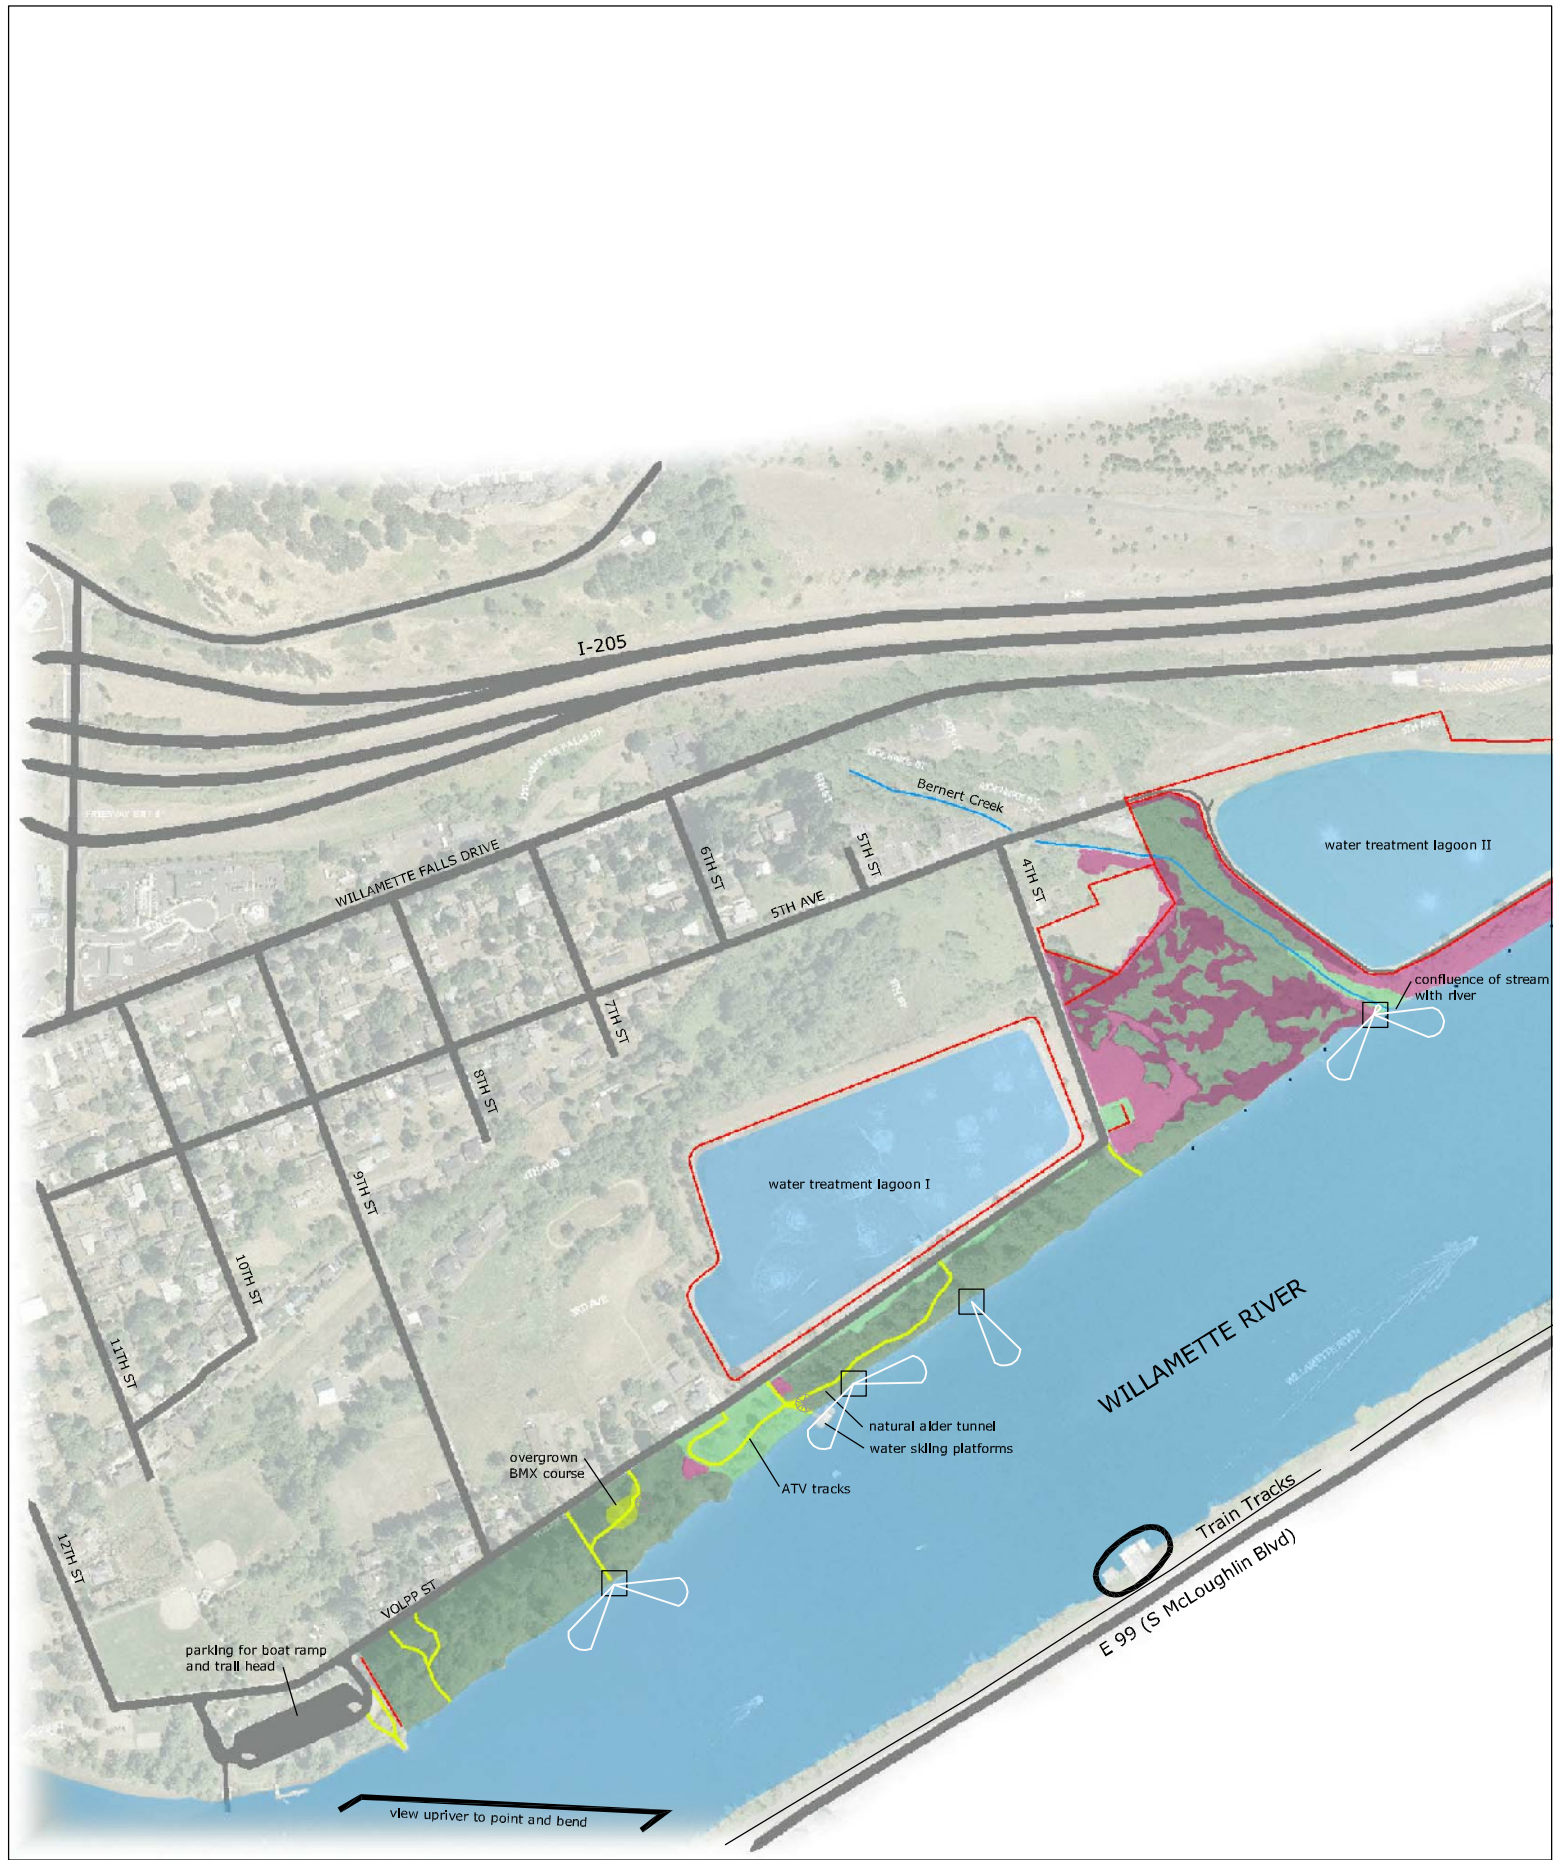 I-205
WILLAMETTE FALLS DRIVE
Bernert Creek
water treatment lagoon II
6TH ST
5TH ST
5TH AVE
4TH ST
confluence of stream
with river
7TH ST
8TH ST
water treatment lagoon I
9TH ST
10TH ST
3RD AVE
11TH ST
WILLAMETTE RIVER
natural alder tunnel
water skiing platforms
overgrown
BMX course
ATV tracks
Train Tracks
12TH ST
E 99 (S McLoughlin Blvd)
VOLPP ST
parking for boat ramp
and trail head
view upriver to point and bend